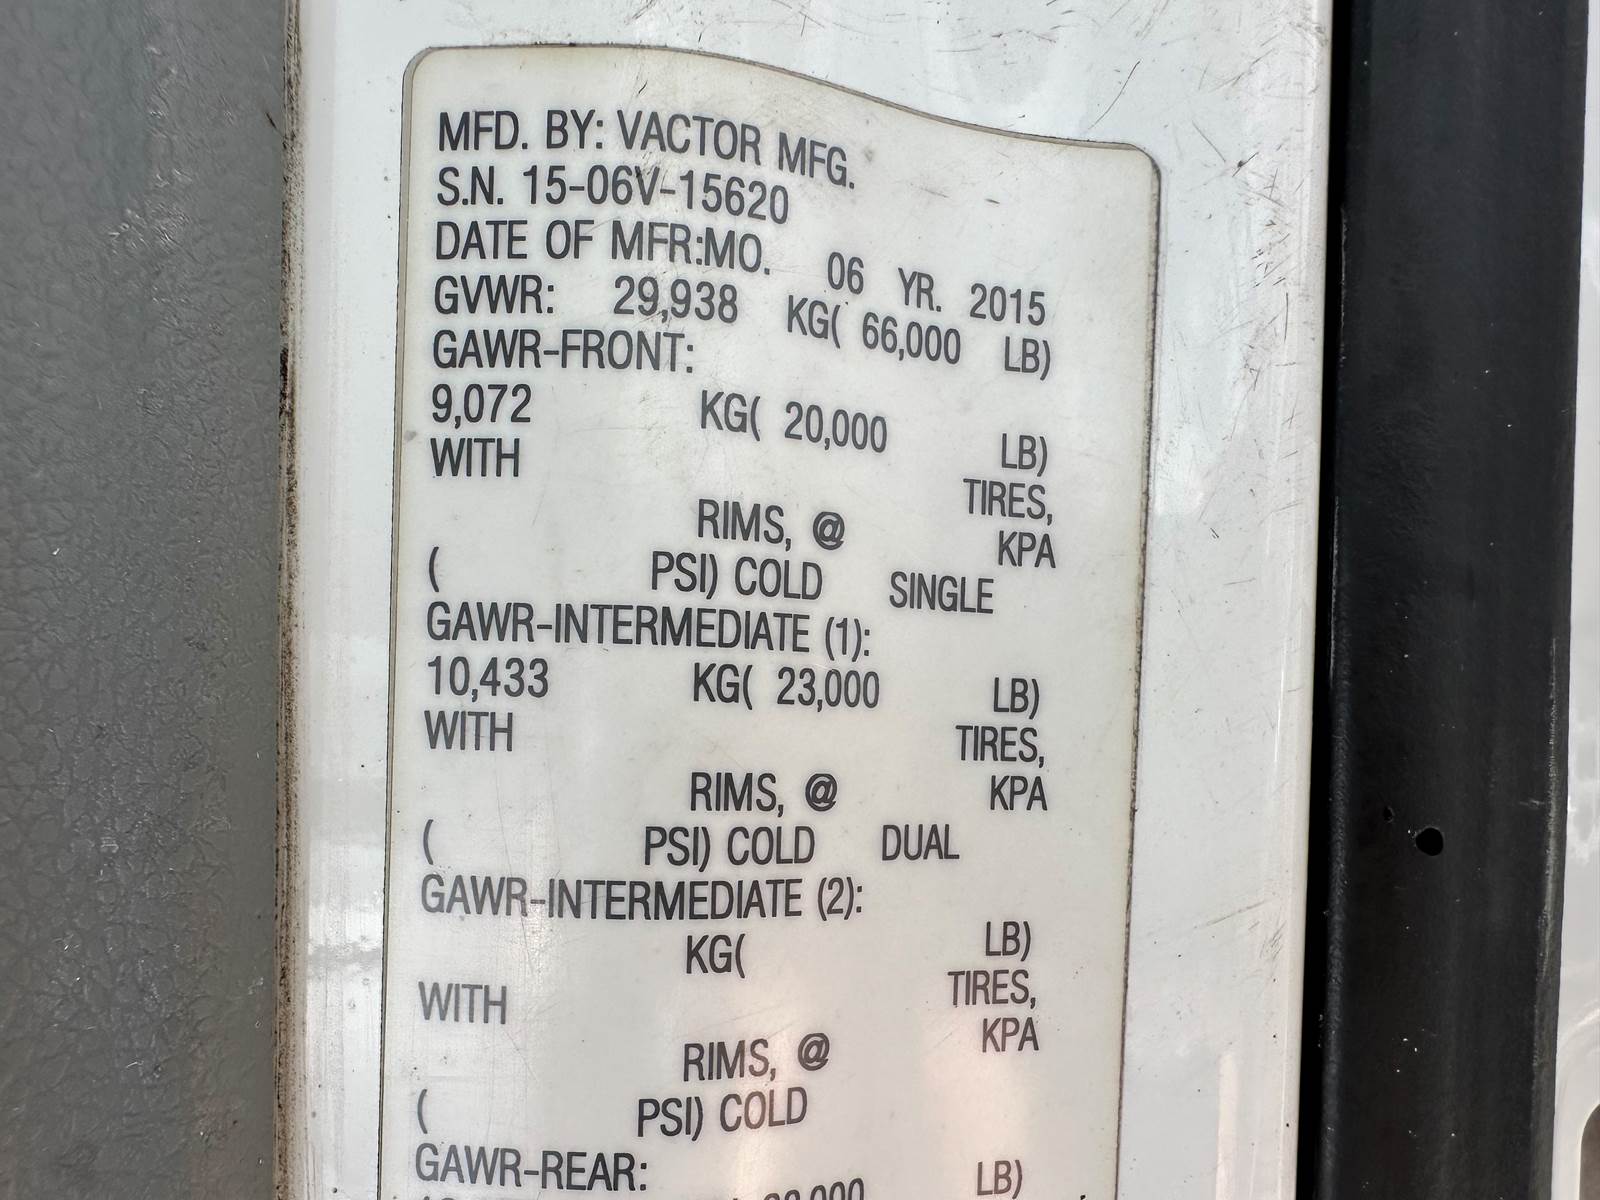 MFD. BY: VACTOR MFG.
S.N. 15-06V-15620
DATE OF MFR:MO. 06 YR. 2015
GVWR: 29,938 KG( 66,000 LB)
GAWR-FRONT:
9,072 KG( 20,000 LB)
WITH TIRES,
RIMS, @ KPA
( PSI) COLD SINGLE
GAWR-INTERMEDIATE (1):
10,433 KG( 23,000 LB)
WITH TIRES,
RIMS, @ KPA
( PSI) COLD DUAL
GAWR-INTERMEDIATE (2):
KG( LB)
WITH TIRES,
RIMS, @ KPA
( PSI) COLD
GAWR-REAR:
LB)